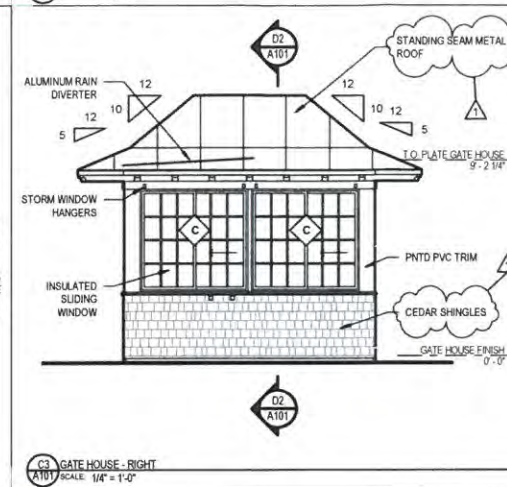 D2
A101
STANDING SEAM METAL
ROOF
ALUMINUM RAIN
DIVERTER
12
10
12
5
12
10
12
5
1
T.O. PLATE GATE HOUSE
9'- 2 1/4"
STORM WINDOW
HANGERS
C
C
PNTD PVC TRIM
INSULATED
SLIDING
WINDOW
CEDAR SHINGLES
GATE HOUSE FINISH
0'- 0"
D2
A101
C3
A101
GATE HOUSE - RIGHT
SCALE: 1/4" = 1'-0"